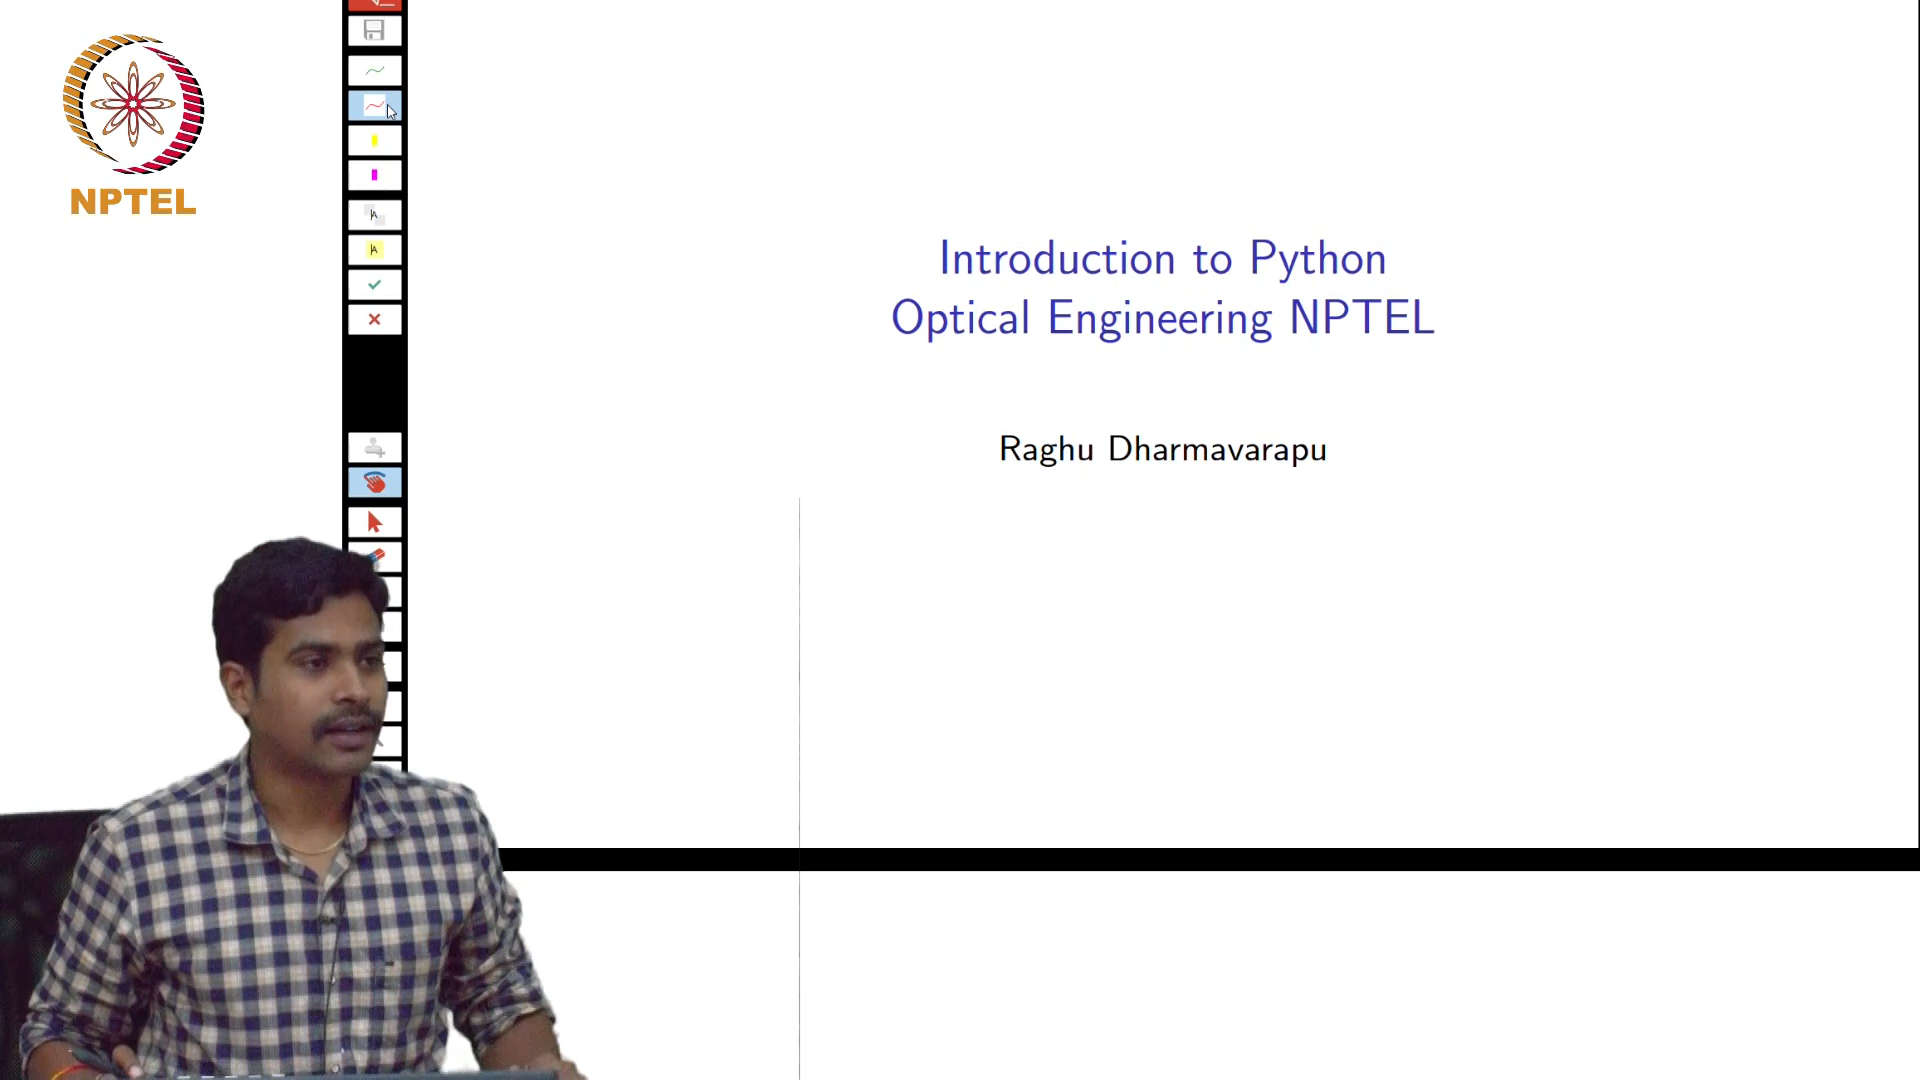 NPTEL
Introduction to Python
Optical Engineering NPTEL
Raghu Dharmavarapu